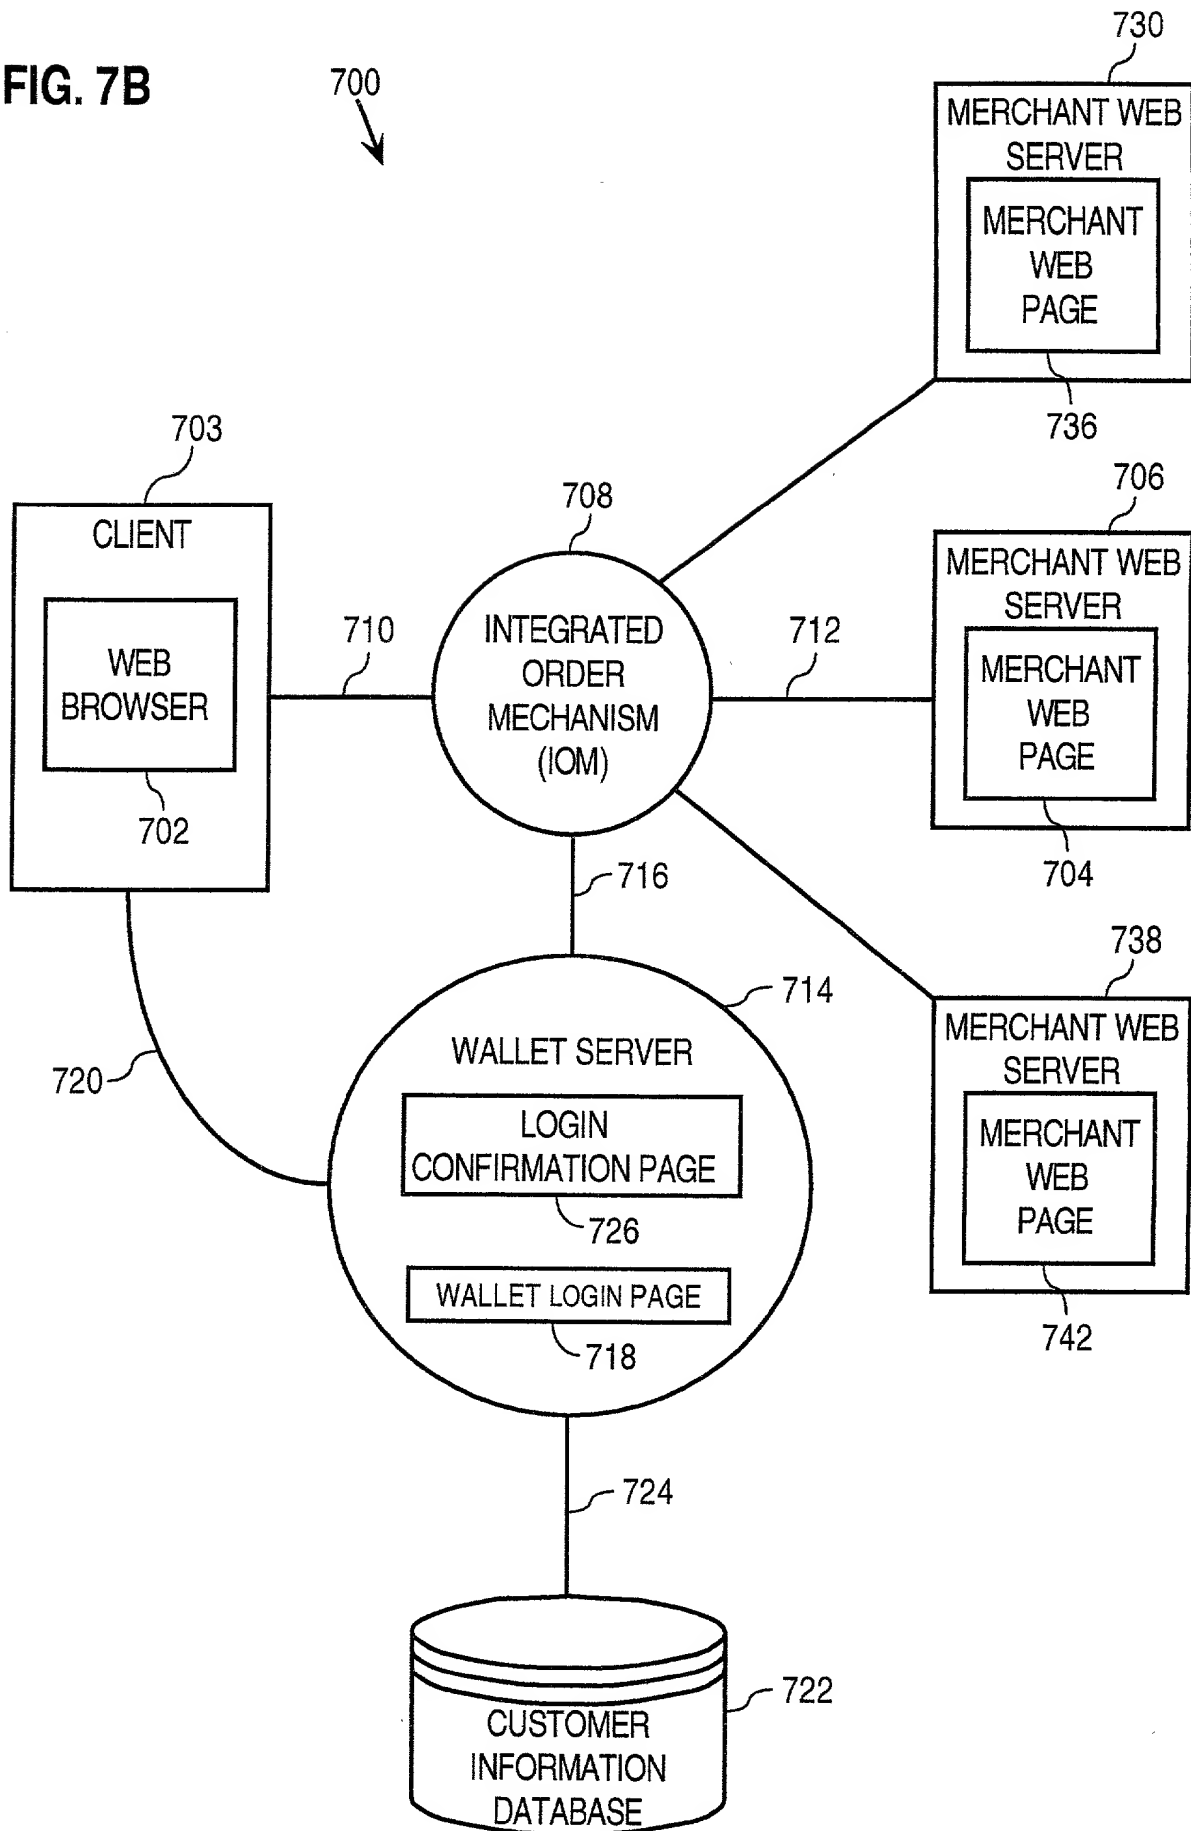 FIG. 7B
700
730
MERCHANT WEB
SERVER
MERCHANT
WEB
PAGE
736
703
CLIENT
WEB
BROWSER
702
710
708
INTEGRATED
ORDER
MECHANISM
(IOM)
712
706
MERCHANT WEB
SERVER
MERCHANT
WEB
PAGE
704
716
714
WALLET SERVER
LOGIN
CONFIRMATION PAGE
726
WALLET LOGIN PAGE
718
720
738
MERCHANT WEB
SERVER
MERCHANT
WEB
PAGE
742
724
722
CUSTOMER
INFORMATION
DATABASE